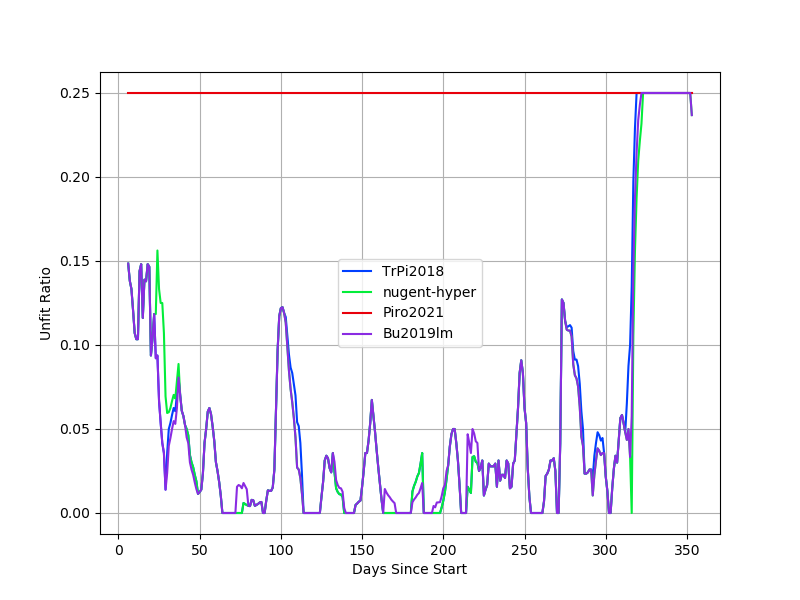 0.25
0.20
0.15
0.10
0.05
0.00
Unfit Ratio
TrPi2018
nugent-hyper
Piro2021
Bu2019lm
0 50 100 150 200 250 300 350
Days Since Start